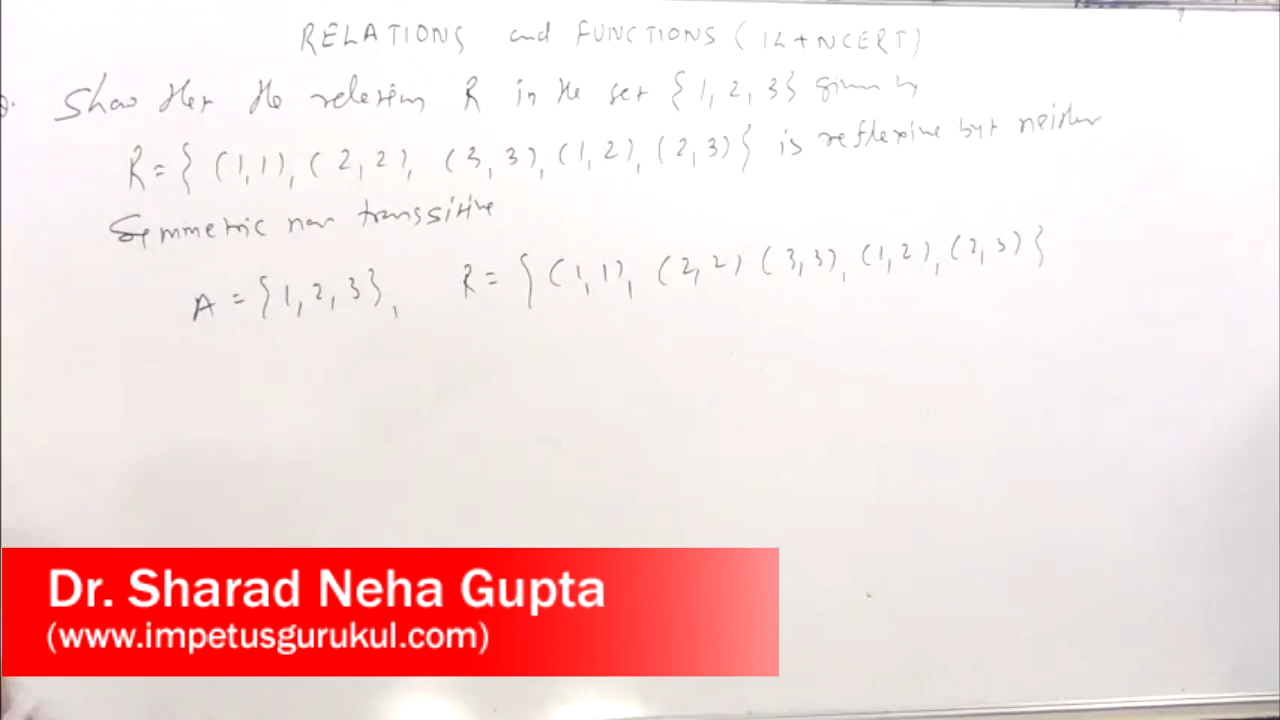 RELATIONS and FUNCTIONS (12th NCERT)
Q. Show that the relation R in the set {1, 2, 3} given by
R = { (1,1), (2,2), (3,3), (1,2), (2,3)} is reflexive but neither
Symmetric nor transsitive
A = {1, 2, 3}, R = { (1,1), (2,2) (3,3), (1,2), (2,3) }
Dr. Sharad Neha Gupta
(www.impetusgurukul.com)